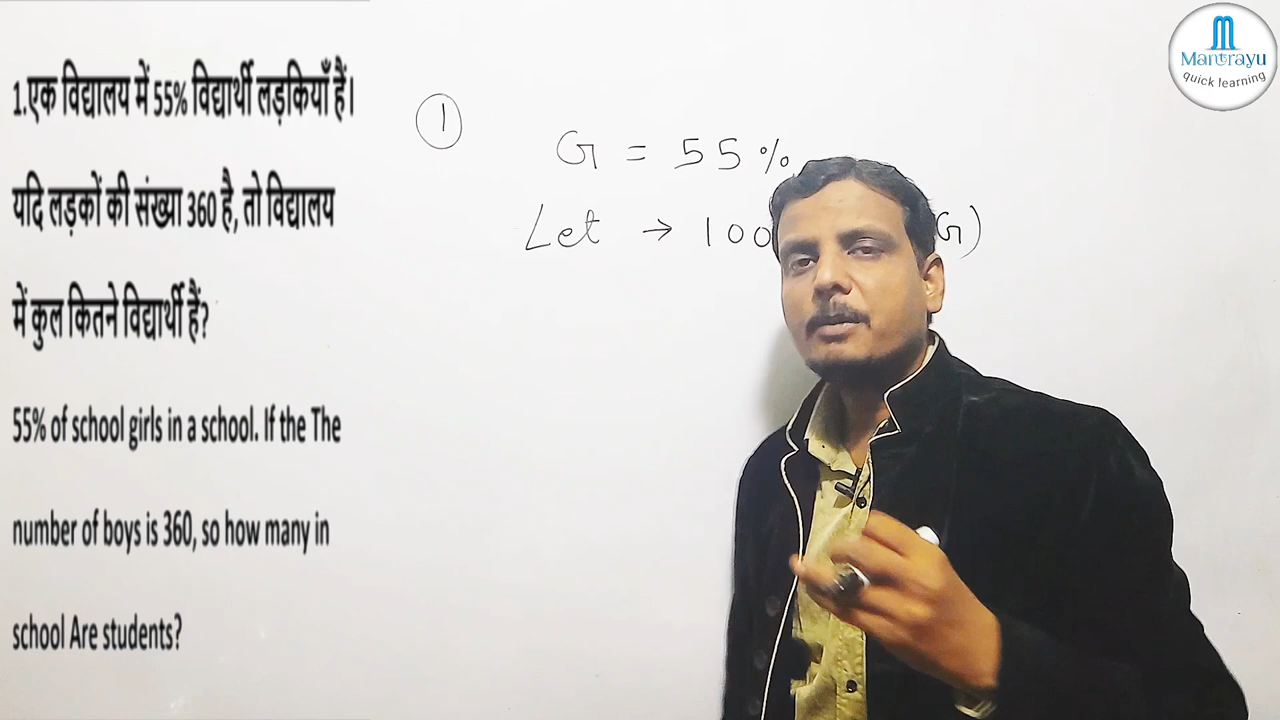 1.एक विद्यालय में 55% विद्यार्थी लड़कियाँ हैं।
यदि लड़कों की संख्या 360 है, तो विद्यालय
में कुल कितने विद्यार्थी हैं?
55% of school girls in a school. If the The
number of boys is 360, so how many in
school Are students?
1
G = 55%
Let → 100 G)
Mantrayu
quick learning